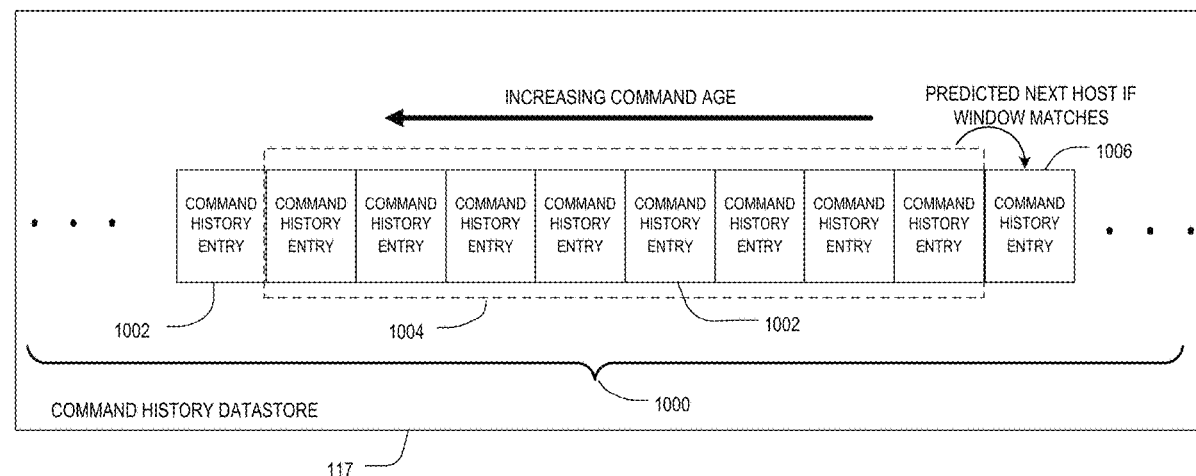 INCREASING COMMAND AGE
PREDICTED NEXT HOST IF
WINDOW MATCHES
1006
COMMAND COMMAND COMMAND COMMAND COMMAND COMMAND COMMAND COMMAND COMMAND COMMAND
HISTORY HISTORY HISTORY HISTORY HISTORY HISTORY HISTORY HISTORY HISTORY HISTORY
ENTRY ENTRY ENTRY ENTRY ENTRY ENTRY ENTRY ENTRY ENTRY ENTRY
1002 1004 1002
1000
COMMAND HISTORY DATASTORE
117